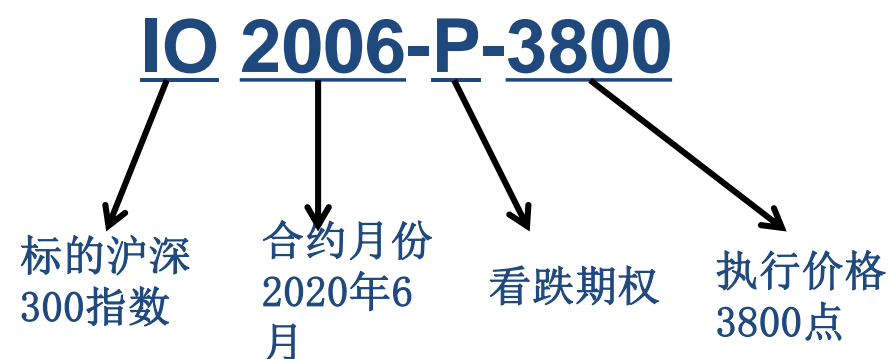 IO 2006-P-3800
标的沪深
300指数
合约月份
2020年6
月
看跌期权
执行价格
3800点